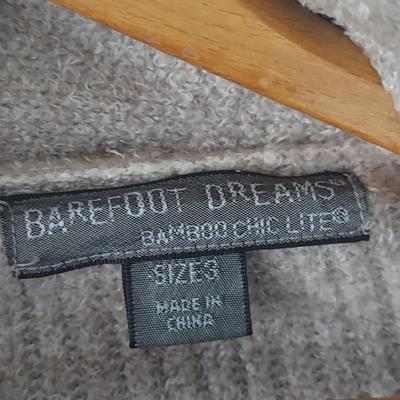 BAREFOOT DREAMS®
BAMBOO CHIC LITE®
SIZE 3
MADE IN
CHINA